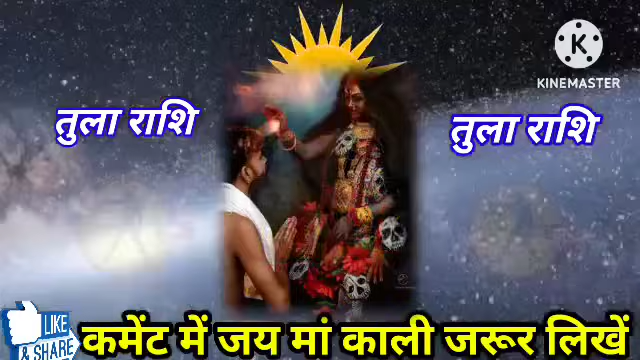 KINEMASTER
तुला राशि
तुला राशि
LIKE
& SHARE
कमेंट में जय मां काली जरूर लिखें